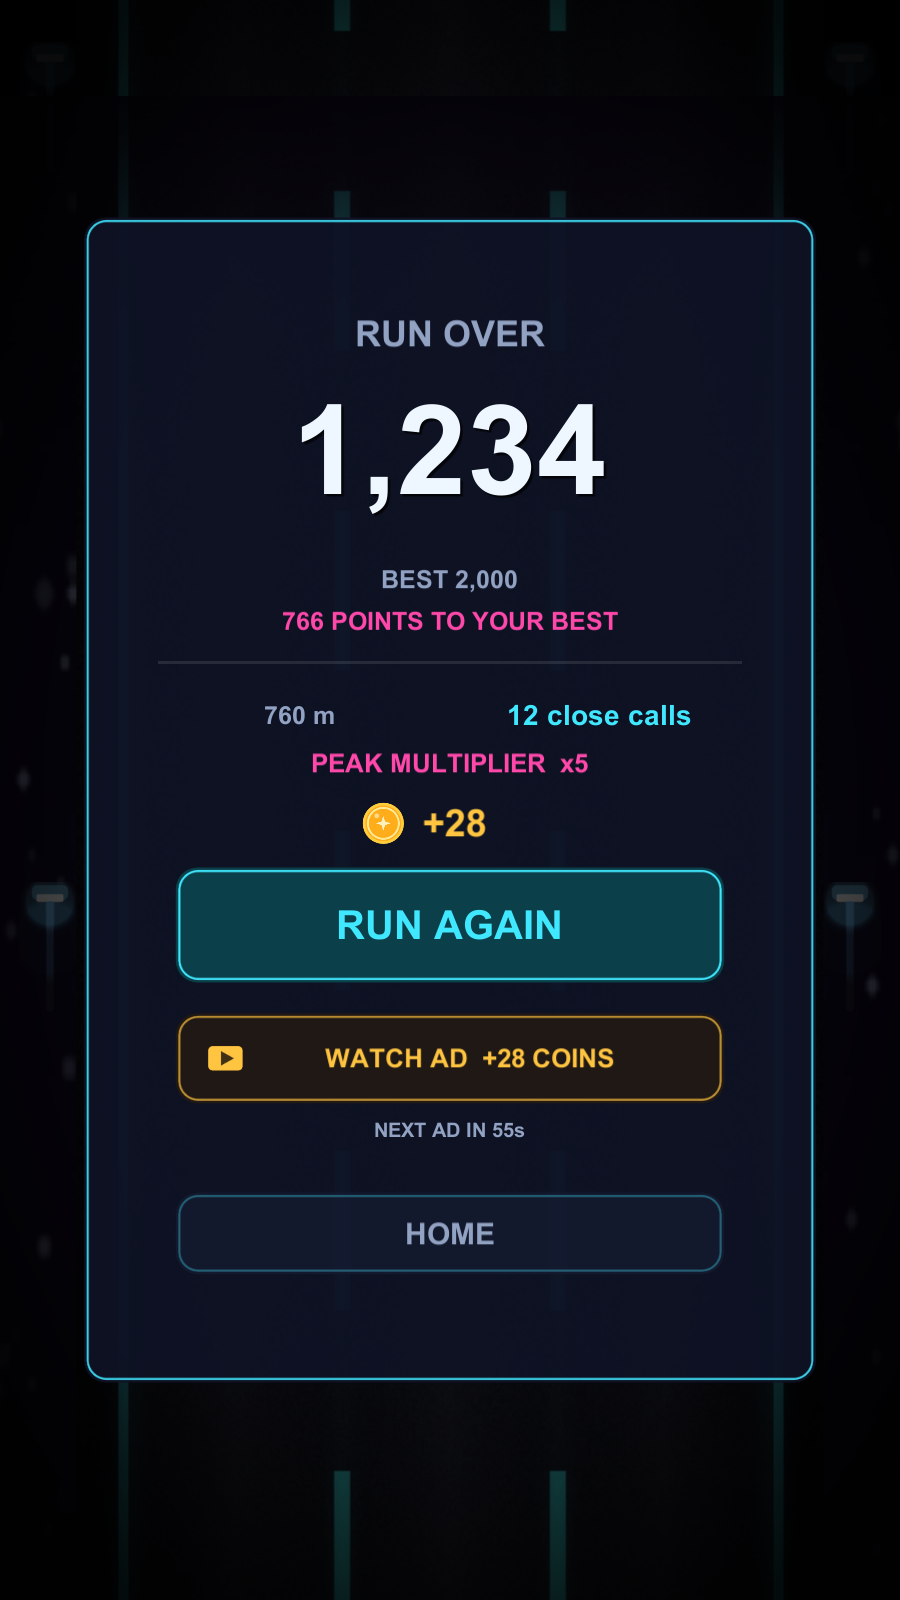 RUN OVER
1,234
BEST 2,000
766 POINTS TO YOUR BEST
760 m 12 close calls
PEAK MULTIPLIER x5
+28
RUN AGAIN
WATCH AD +28 COINS
NEXT AD IN 55s
HOME